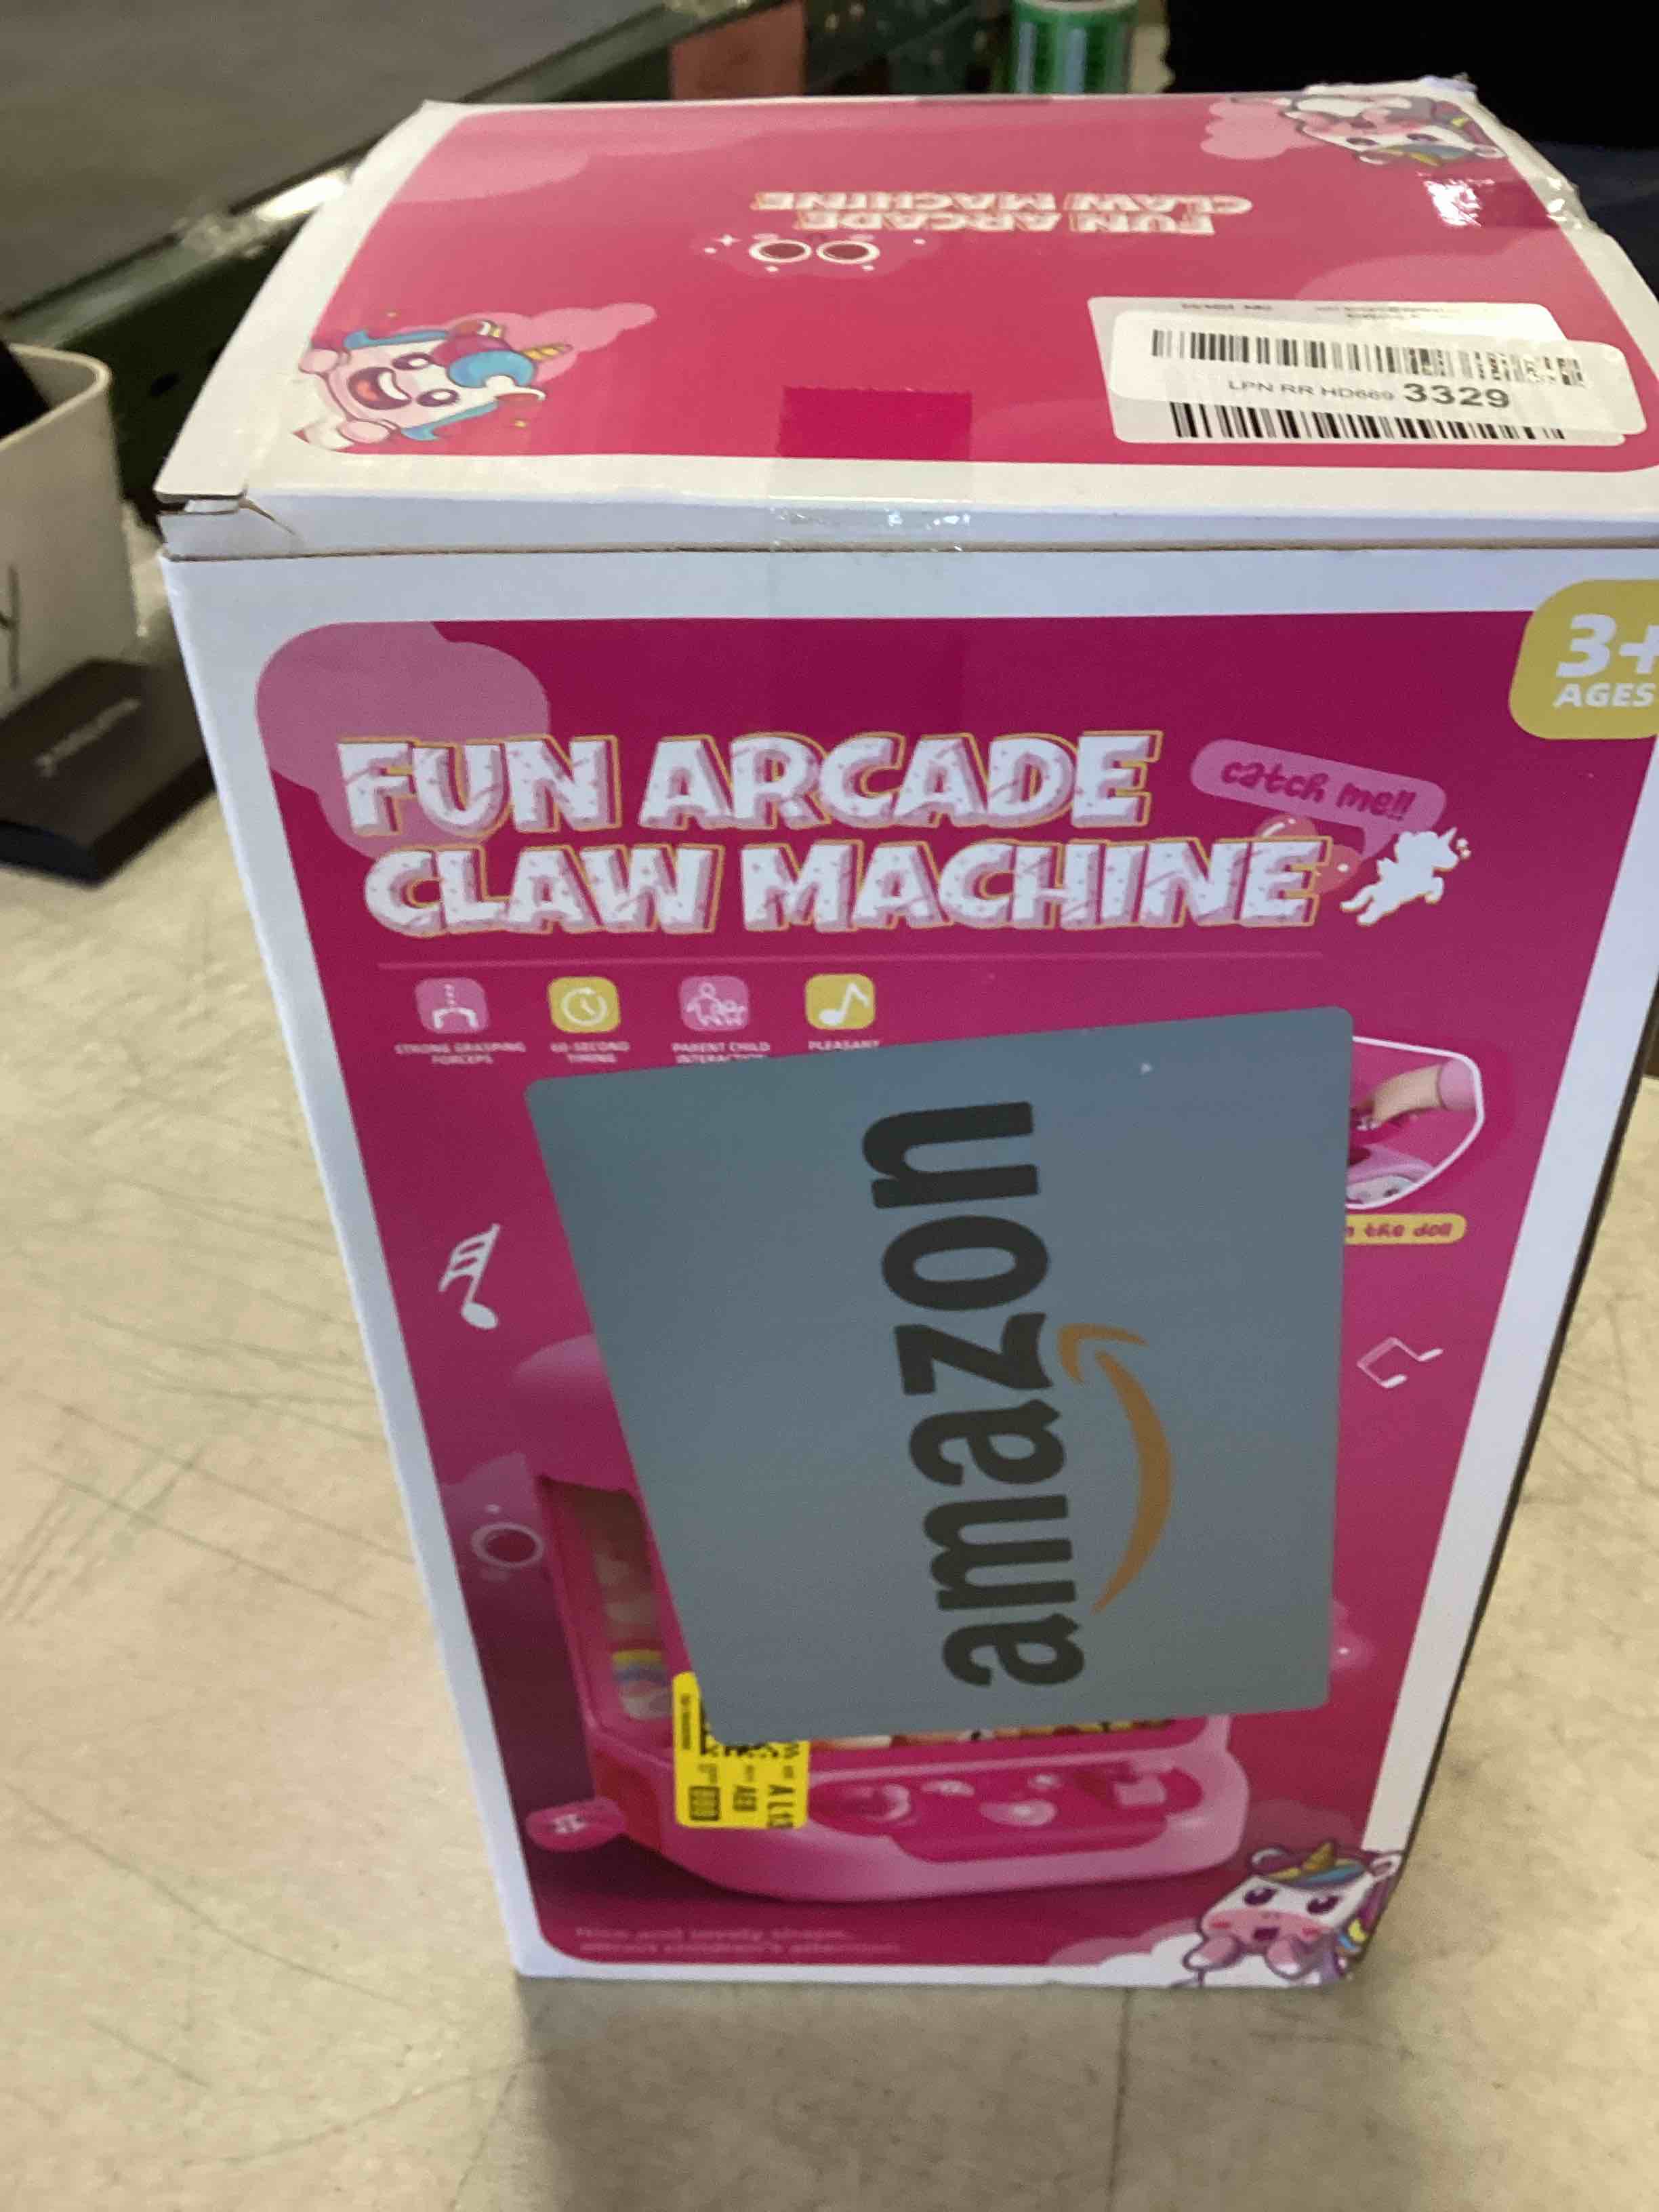 FUN ARCADE
CLAW MACHINE
LPN RR HD669 3329
3+
AGES
FUN ARCADE
CLAW MACHINE
catch me!!
STRONG GRASPING
FORCEPS
60-SECOND
TIMING
PARENT CHILD
INTERACTION
PLEASANT
amazon
the doll